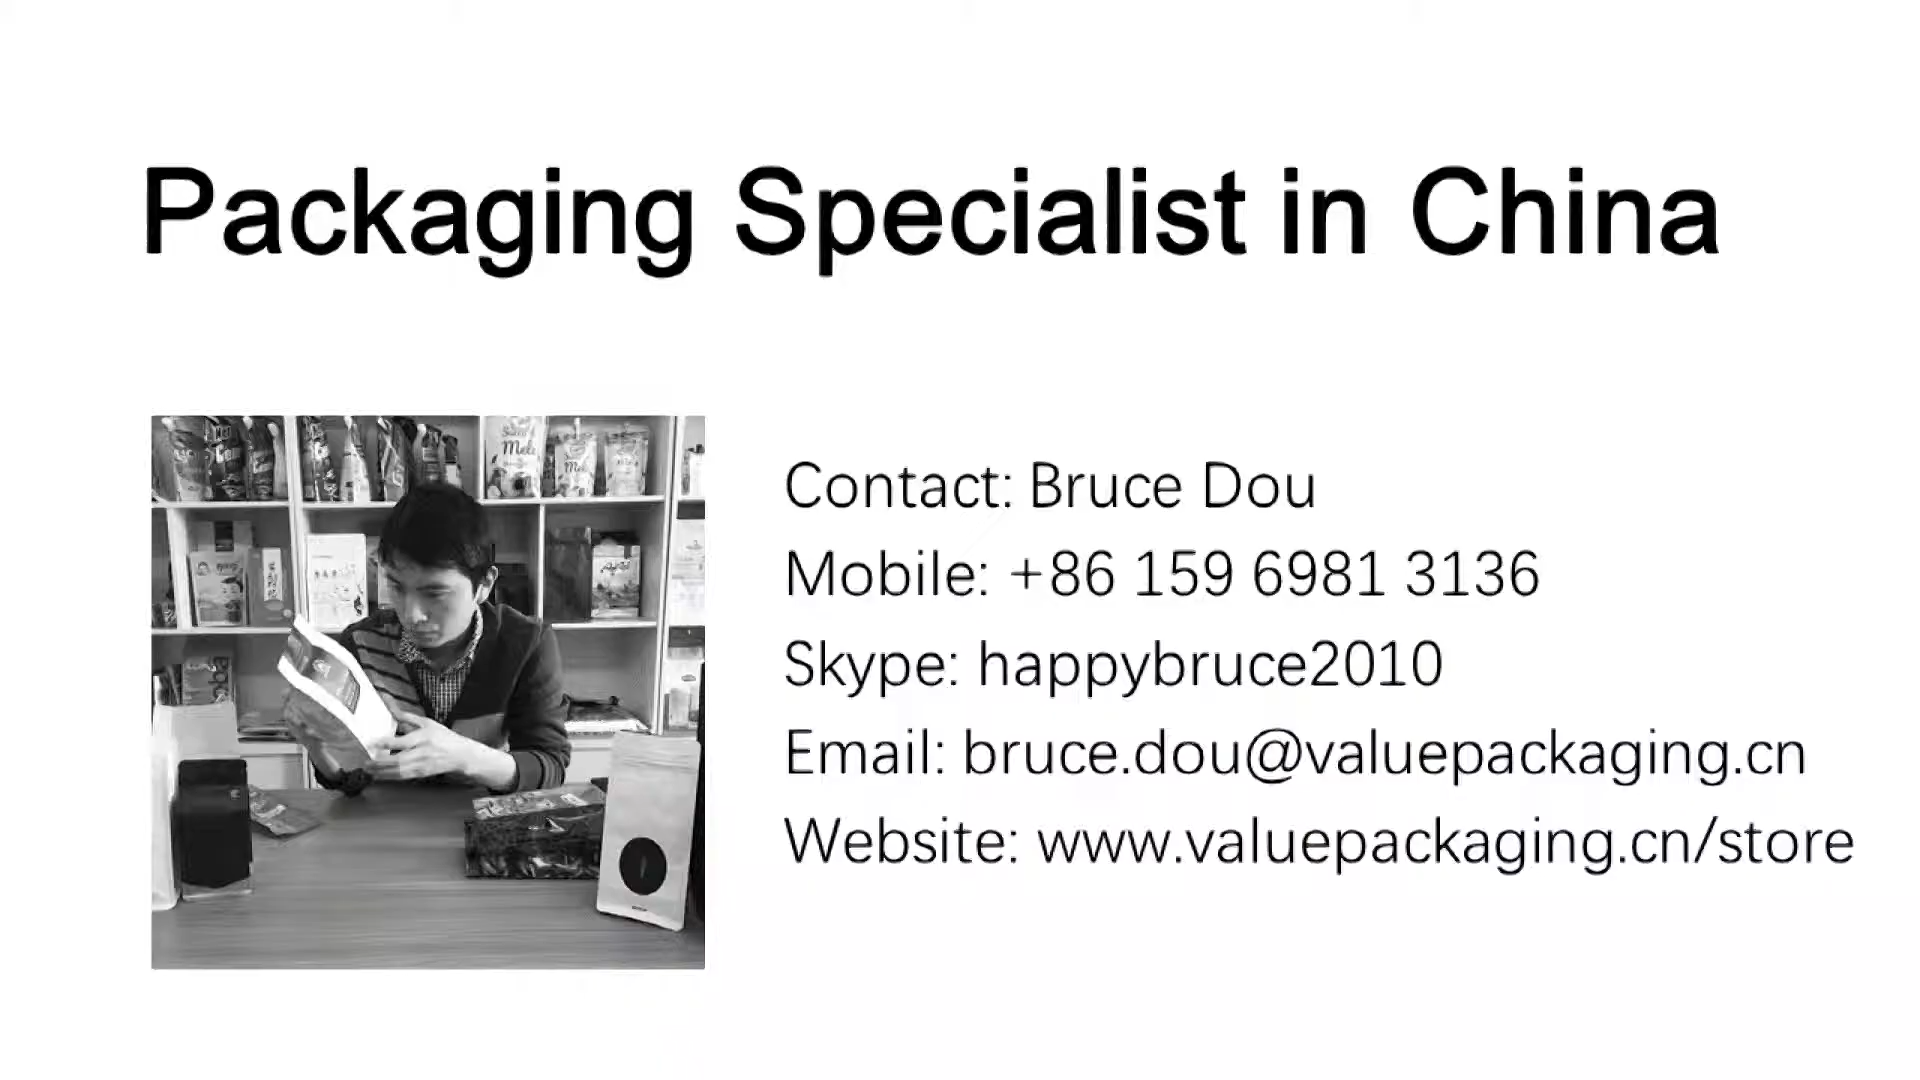 Packaging Specialist in China
Contact: Bruce Dou
Mobile: +86 159 6981 3136
Skype: happybruce2010
Email: bruce.dou@valuepackaging.cn
Website: www.valuepackaging.cn/store